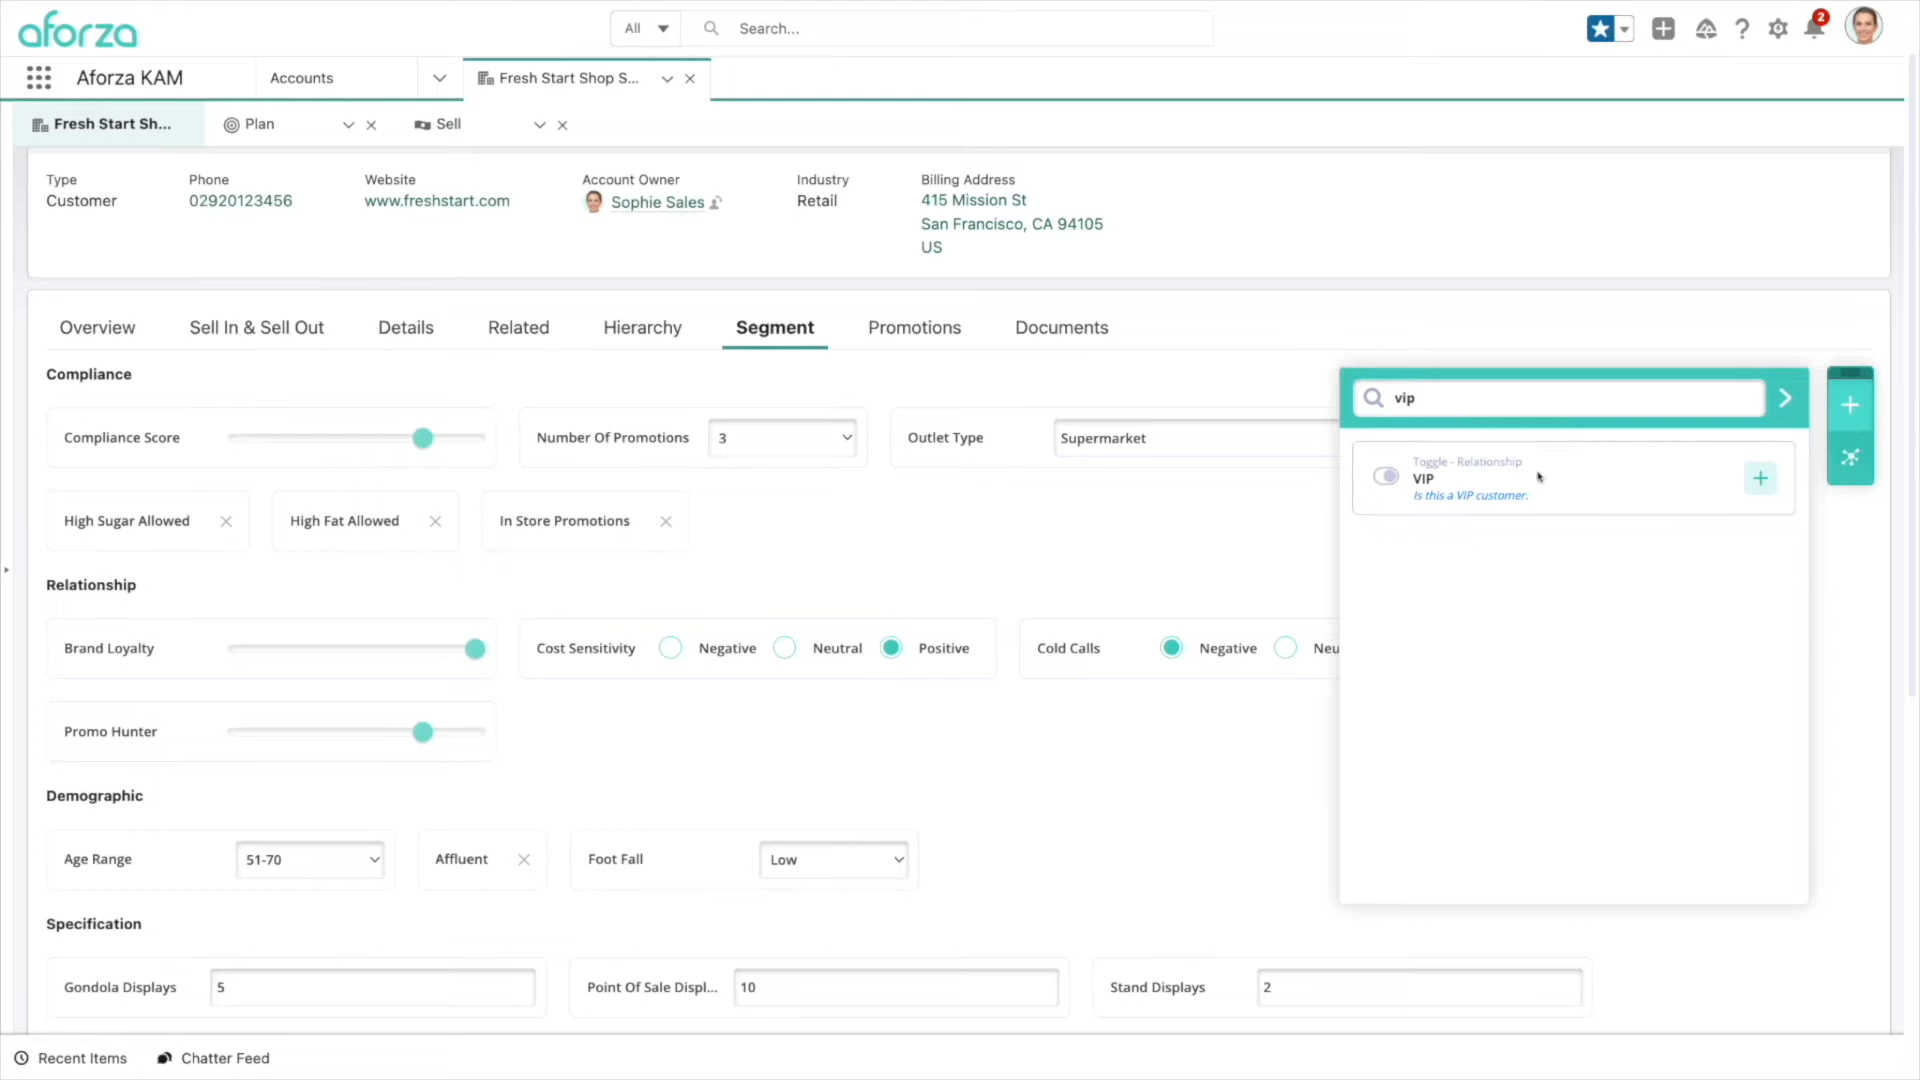 aforza
All
Search...
2
Aforza KAM
Accounts
Fresh Start Shop S...
Fresh Start Sh...
Plan
Sell
Type
Customer
Phone
02920123456
Website
www.freshstart.com
Account Owner
Sophie Sales
Industry
Retail
Billing Address
415 Mission St
San Francisco, CA 94105
US
Overview
Sell In & Sell Out
Details
Related
Hierarchy
Segment
Promotions
Documents
Compliance
Compliance Score
Number Of Promotions
3
Outlet Type
Supermarket
High Sugar Allowed
High Fat Allowed
In Store Promotions
Relationship
Brand Loyalty
Cost Sensitivity
Negative
Neutral
Positive
Cold Calls
Negative
Neu
Promo Hunter
Demographic
Age Range
51-70
Affluent
Foot Fall
Low
Specification
Gondola Displays
5
Point Of Sale Displ...
10
Stand Displays
2
vip
Toggle - Relationship
VIP
Is this a VIP customer.
Recent Items
Chatter Feed